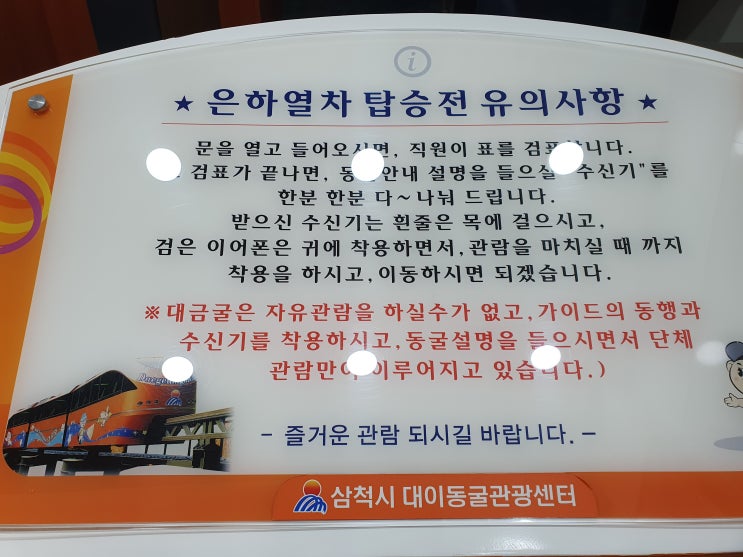 ★ 은하열차 탑승전 유의사항 ★
문을 열고 들어오시면, 직원이 표를 검표합니다.
검표가 끝나면, 동굴안내 설명을 들으실 "수신기"를
한분 한분 다~나눠 드립니다.
받으신 수신기는 흰줄은 목에 걸으시고,
검은 이어폰은 귀에 착용하면서,관람을 마치실 때 까지
착용을 하시고,이동하시면 되겠습니다.
※대금굴은 자유관람을 하실수가 없고,가이드의 동행과
수신기를 착용하시고,동굴설명을 들으시면서 단체
관람만이 이루어지고 있습니다.)
- 즐거운 관람 되시길 바랍니다. -
삼척시 대이동굴관광센터